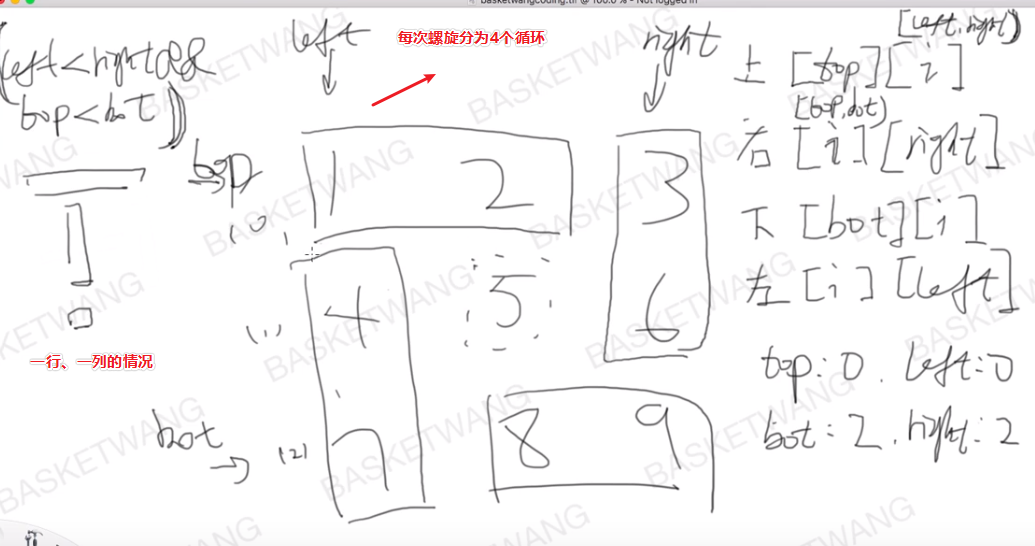 basketwangcoding.tif @ 100.0 % - Not logged in
每次螺旋分为4个循环
left
right
(left<right &&
top<bot))
[left,right)
上 [top][i]
[top,bot)
右 [i][right]
下 [bot][i]
左 [i][left]
top: 0. left: 0
bot: 2. right: 2
top
(0)
1 2 3
(1)
4 5 6
bot
(2)
7 8 9
一行、一列的情况
BASKETWANG